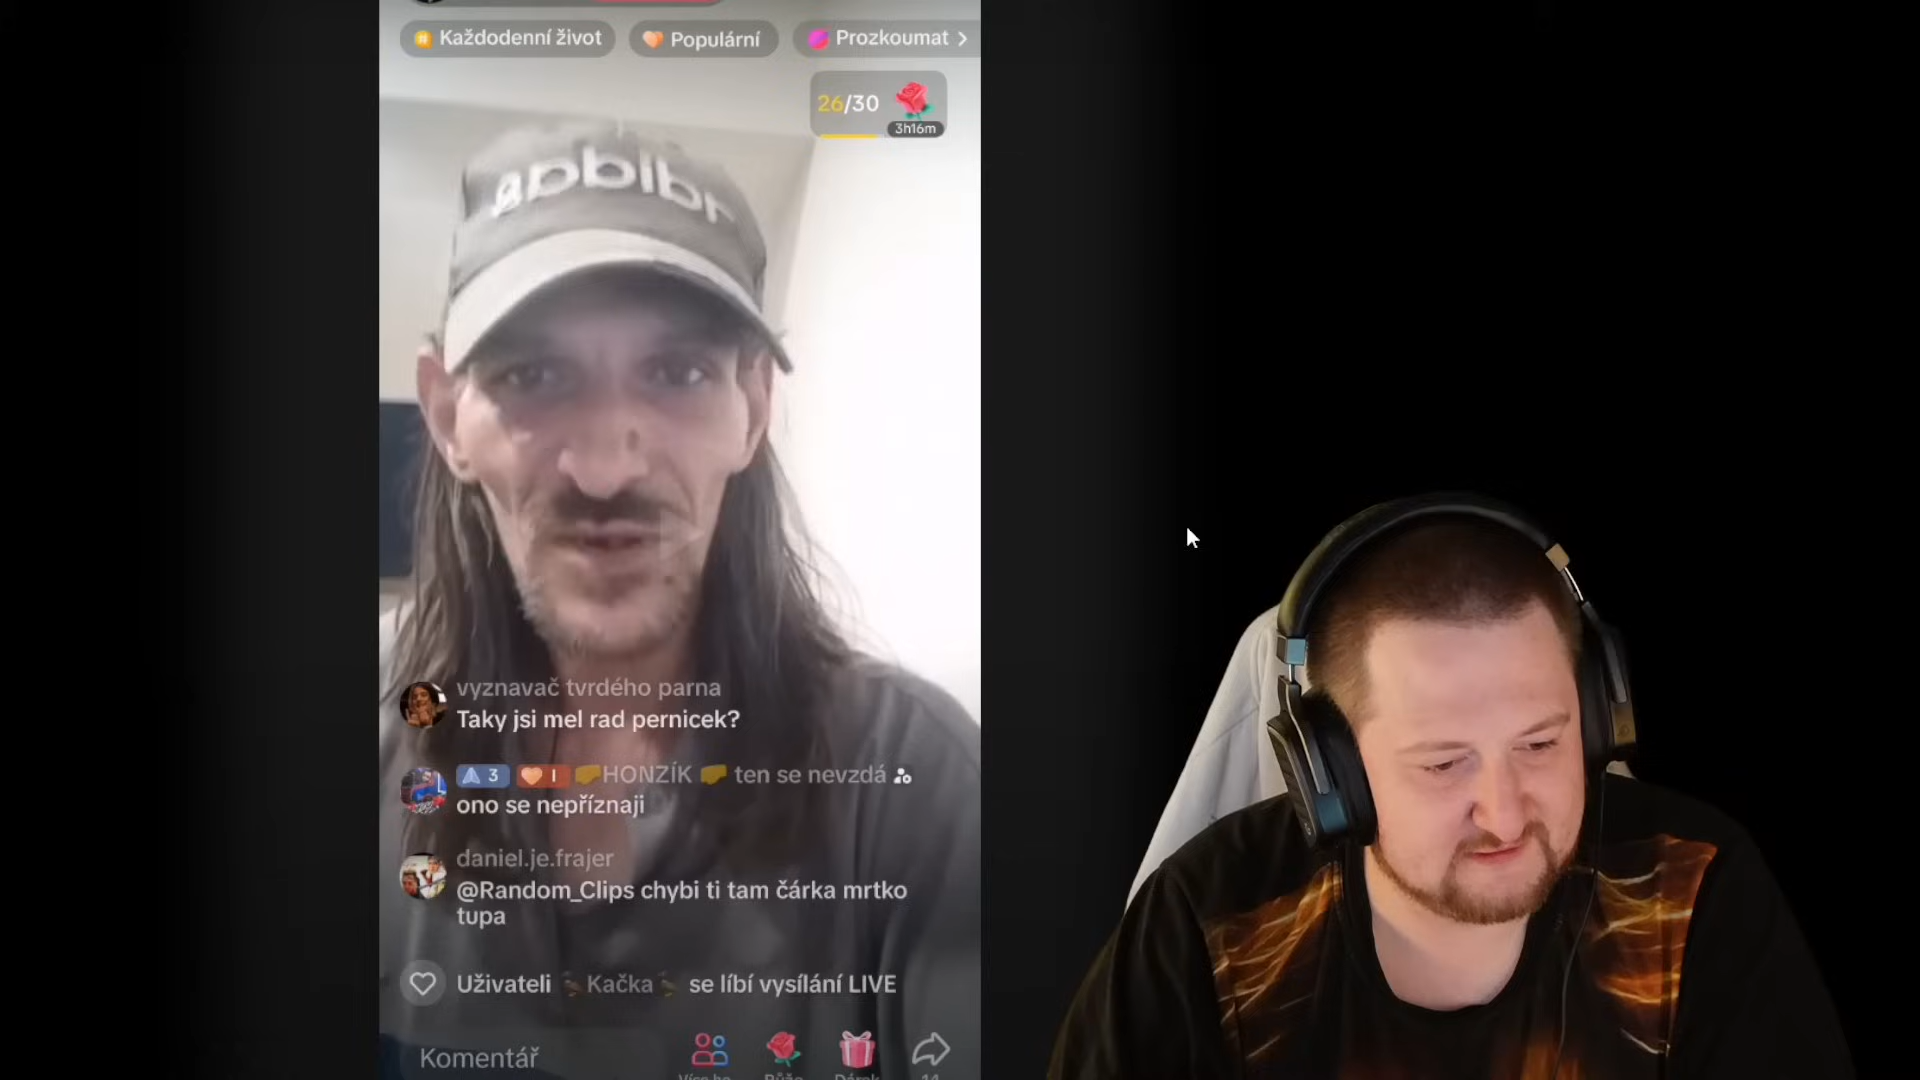 Každodenní život
Populární
Prozkoumat
26/30
3h16m
vyznavač tvrdého parna
Taky jsi mel rad pernicek?
3 I HONZÍK ten se nevzdá
ono se nepříznaji
daniel.je.frajer
@Random_Clips chybi ti tam čárka mrtko
tupa
Uživateli Kačka se líbí vysílání LIVE
Komentář